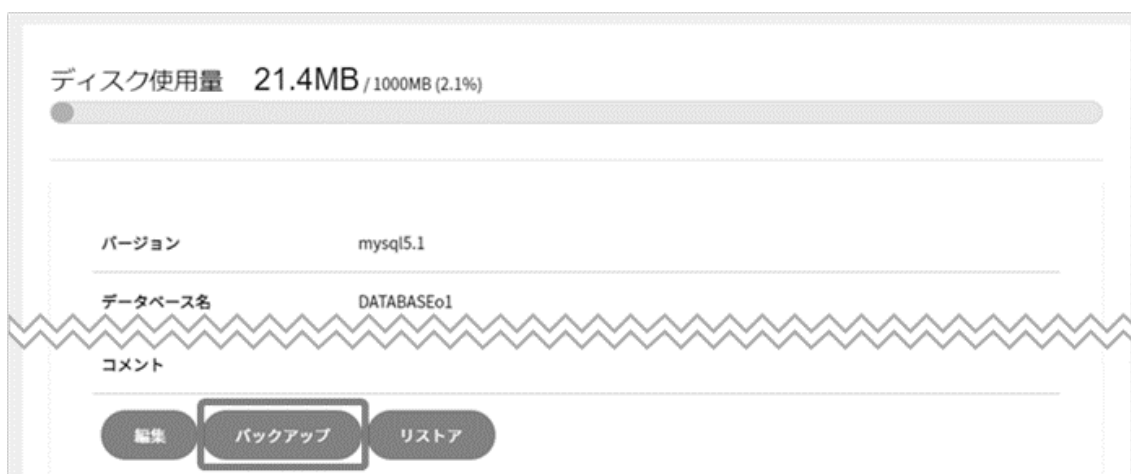 ディスク使用量 21.4MB / 1000MB (2.1%)
バージョン mysql5.1
データベース名 DATABASEo1
コメント
編集 バックアップ リストア